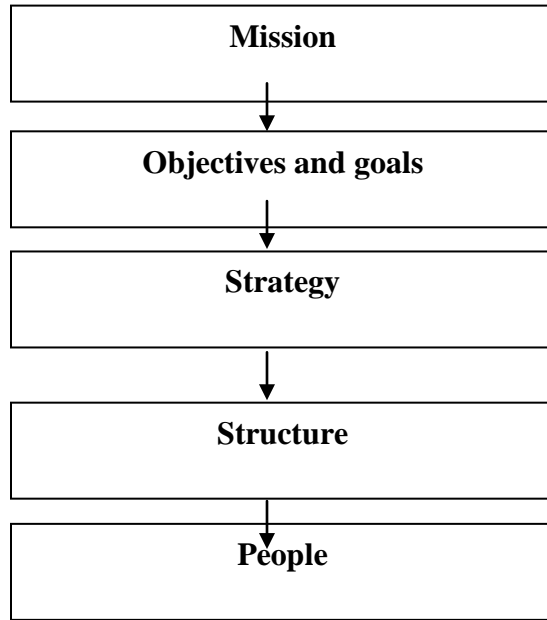 Mission
Objectives and goals
Strategy
Structure
People